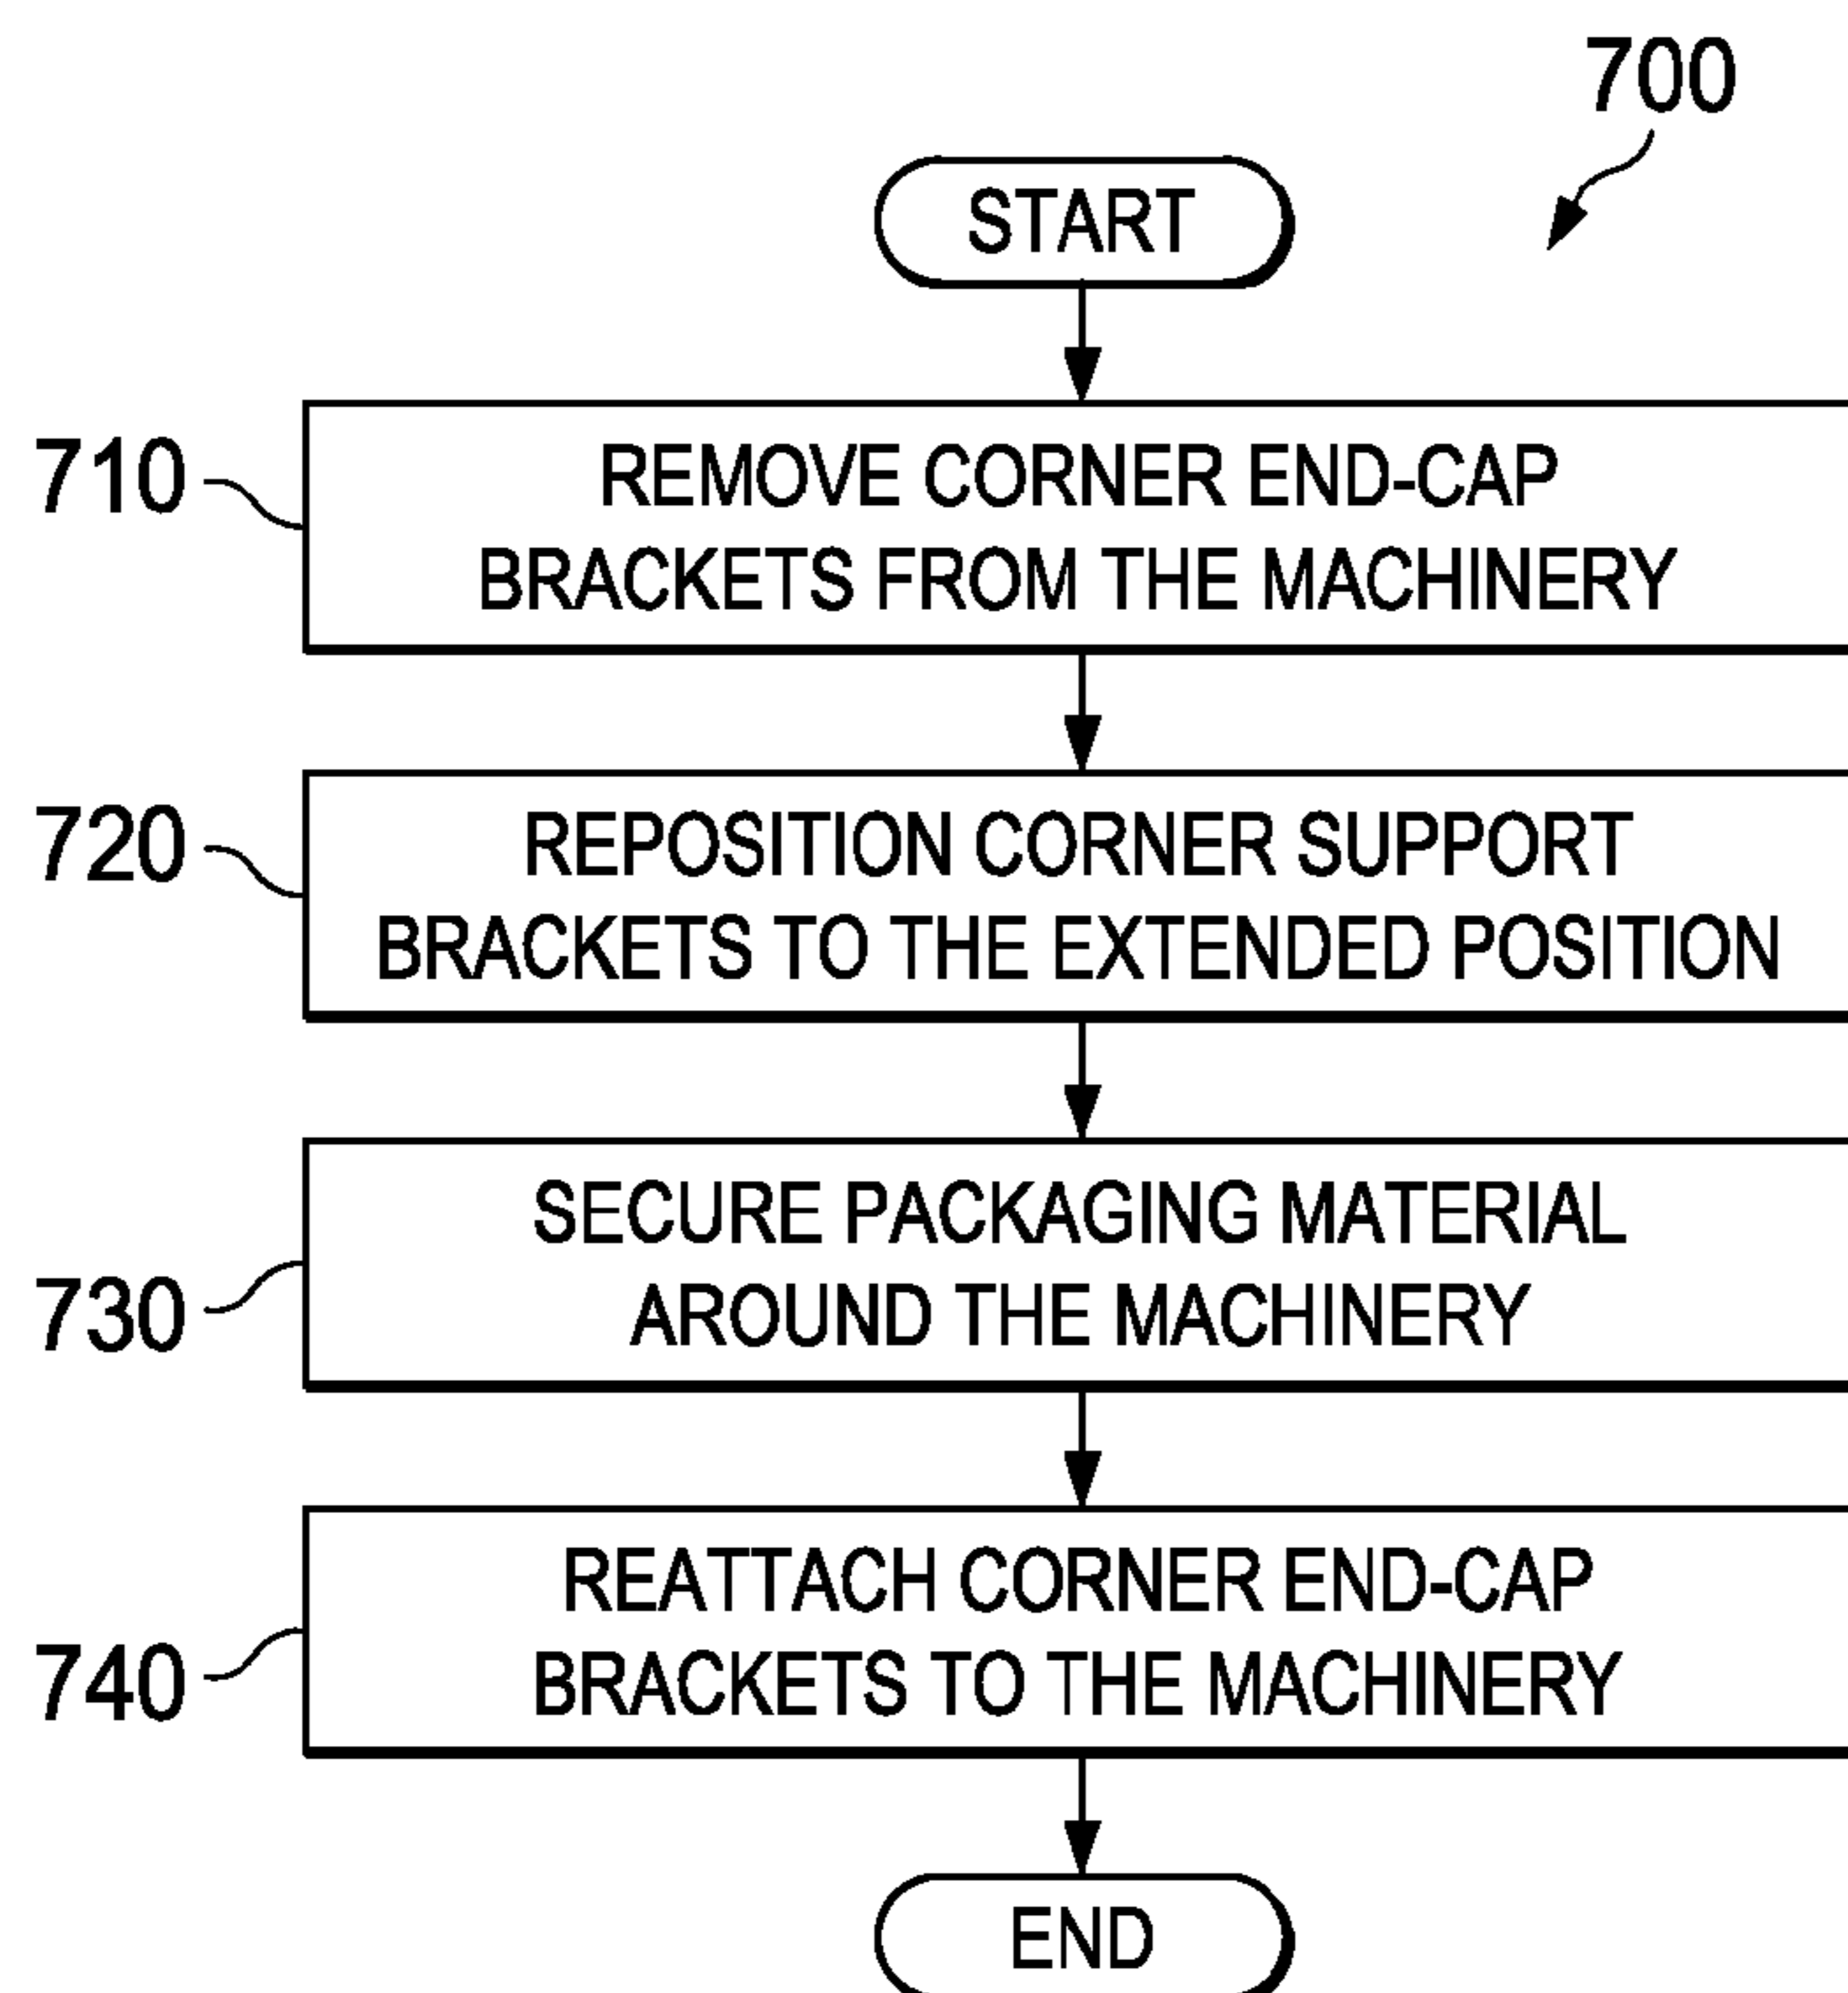 700
START
710
REMOVE CORNER END-CAP
BRACKETS FROM THE MACHINERY
720
REPOSITION CORNER SUPPORT
BRACKETS TO THE EXTENDED POSITION
730
SECURE PACKAGING MATERIAL
AROUND THE MACHINERY
740
REATTACH CORNER END-CAP
BRACKETS TO THE MACHINERY
END